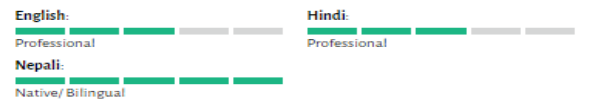 English:
Hindi:
Professional
Professional
Nepali:
Native/ Bilingual